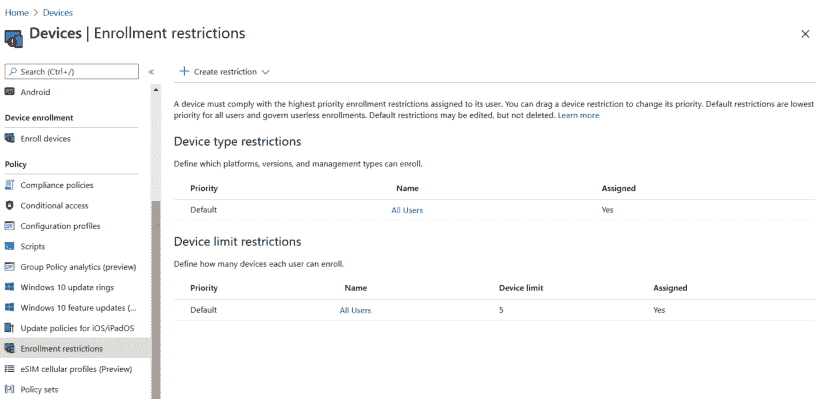 Home > Devices
Devices | Enrollment restrictions
Search (Ctrl+/)
«
Create restriction
Android
Device enrollment
Enroll devices
Policy
Compliance policies
Conditional access
Configuration profiles
Scripts
Group Policy analytics (preview)
Windows 10 update rings
Windows 10 feature updates (...
Update policies for iOS/iPadOS
Enrollment restrictions
eSIM cellular profiles (Preview)
Policy sets
A device must comply with the highest priority enrollment restrictions assigned to its user. You can drag a device restriction to change its priority. Default restrictions are lowest
priority for all users and govern userless enrollments. Default restrictions may be edited, but not deleted. Learn more
Device type restrictions
Define which platforms, versions, and management types can enroll.
Priority Name Assigned
Default All Users Yes
Device limit restrictions
Define how many devices each user can enroll.
Priority Name Device limit Assigned
Default All Users 5 Yes